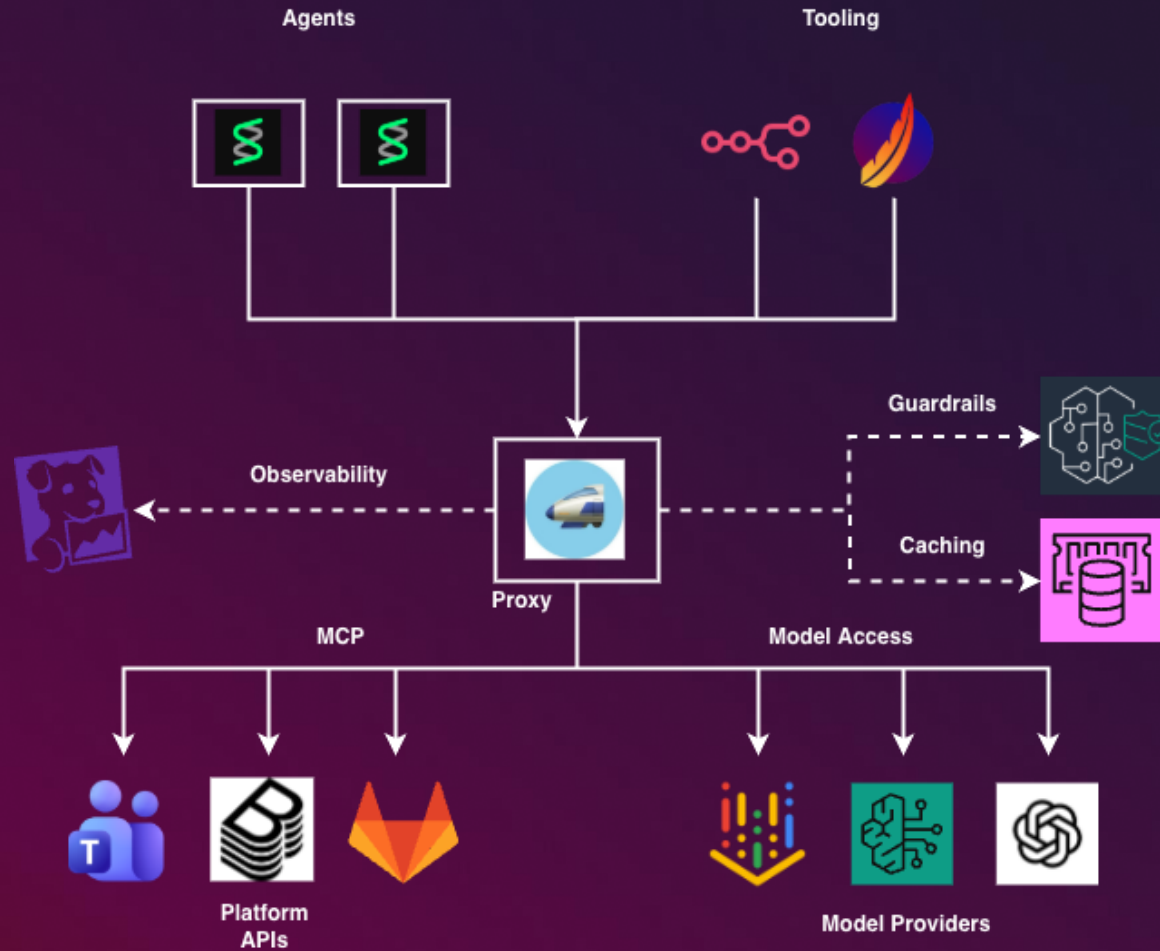 Agents
Tooling
Guardrails
Observability
Caching
Proxy
MCP
Model Access
T
Platform
APIs
Model Providers